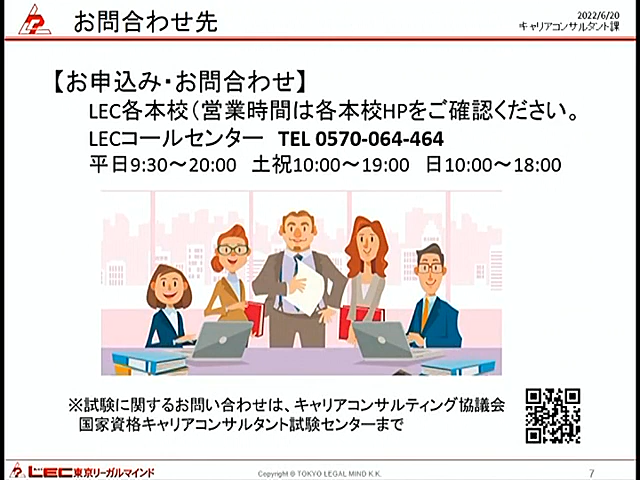 お問合わせ先
2022/6/20
キャリアコンサルタント課
【お申込み・お問合わせ】
LEC各本校（営業時間は各本校HPをご確認ください。
LECコールセンター TEL 0570-064-464
平日9:30～20:00 土祝10:00～19:00 日10:00～18:00
※試験に関するお問い合わせは、キャリアコンサルティング協議会
国家資格キャリアコンサルタント試験センターまで
LEC東京リーガルマインド
Copyright © TOKYO LEGAL MIND K.K.
7